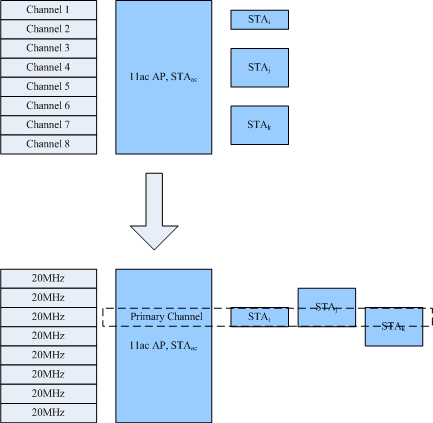 Channel 1
Channel 2
Channel 3
Channel 4
Channel 5
Channel 6
Channel 7
Channel 8
11ac AP, STAac
STAi
STAj
STAk
20MHz
20MHz
20MHz
20MHz
20MHz
20MHz
20MHz
20MHz
Primary Channel
11ac AP, STAac
STAi
STAj
STAk